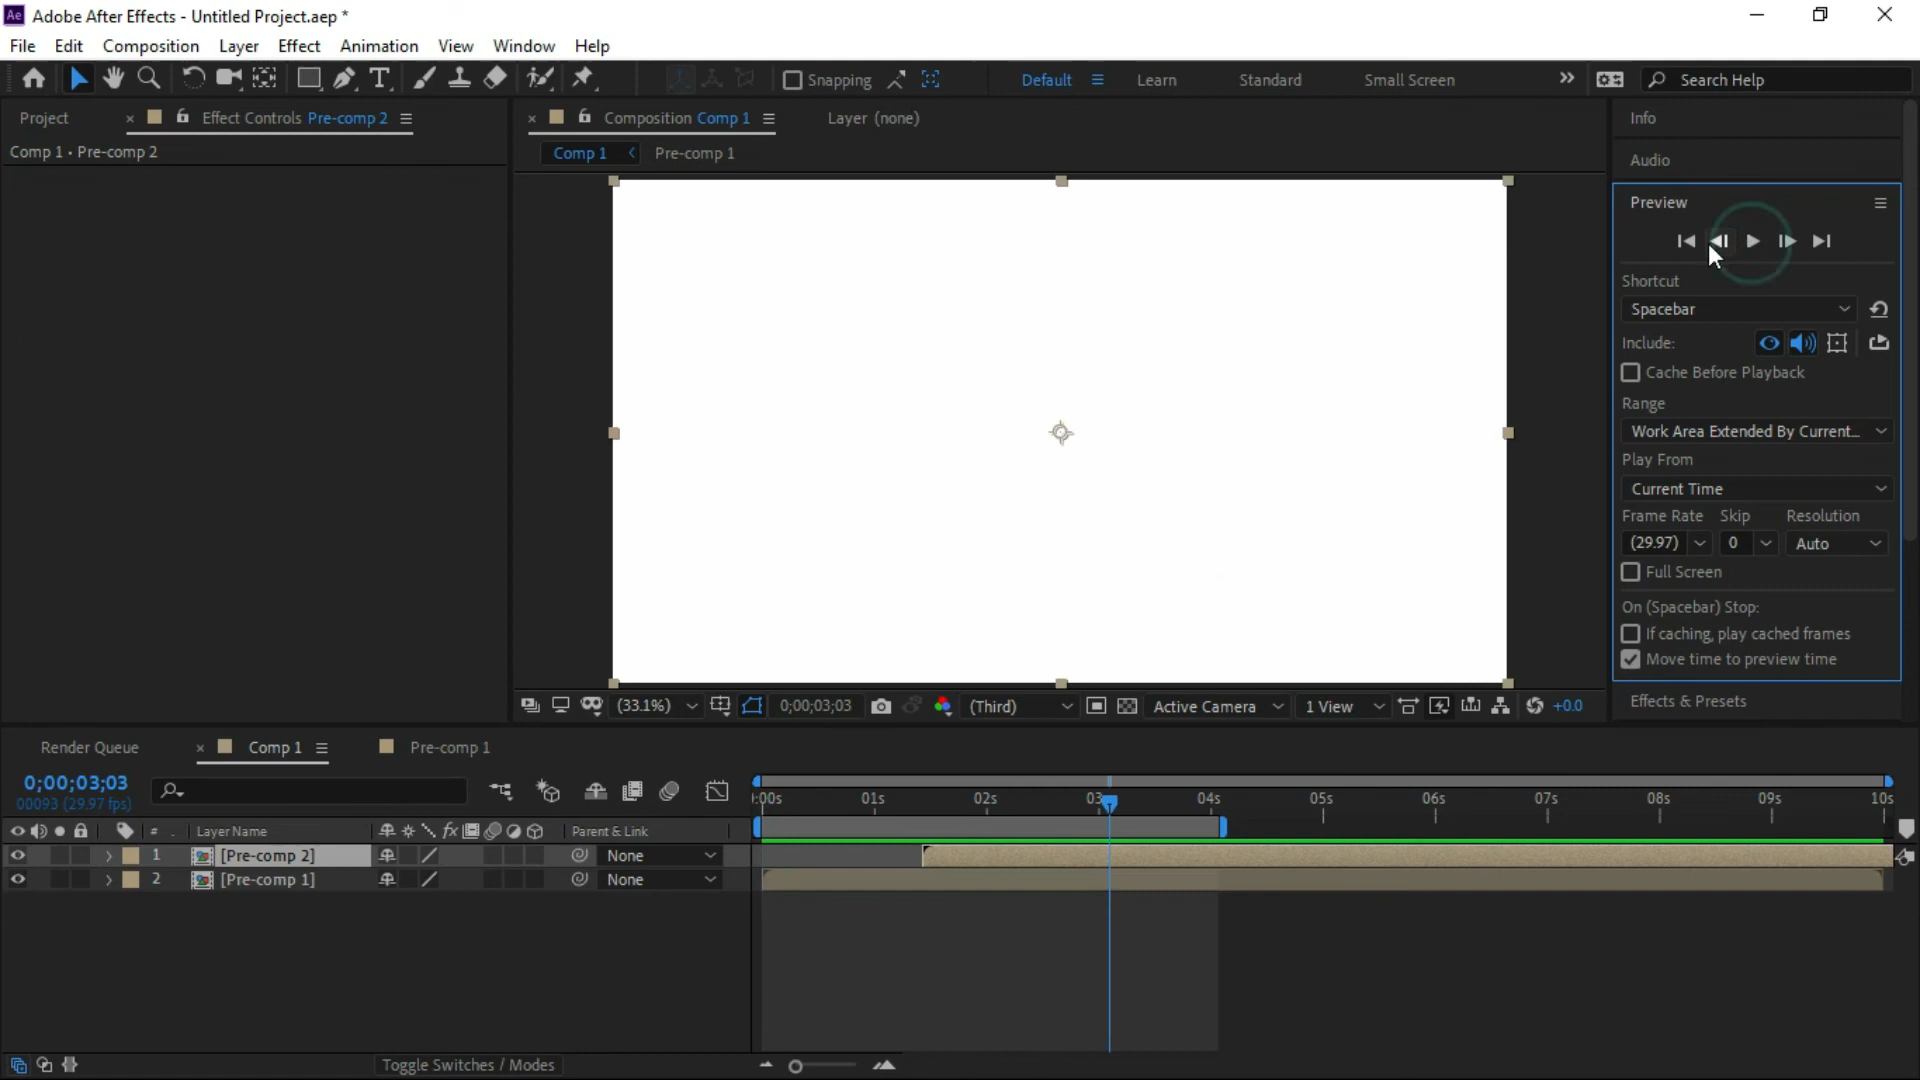 Ae Adobe After Effects - Untitled Project.aep *
File Edit Composition Layer Effect Animation View Window Help
T Snapping Default Learn Standard Small Screen Search Help
Project Effect Controls Pre-comp 2
Composition Comp 1 Layer (none)
Comp 1 • Pre-comp 2
Comp 1 Pre-comp 1
Info
Audio
Preview
Shortcut
Spacebar
Include:
Cache Before Playback
Range
Work Area Extended By Current...
Play From
Current Time
Frame Rate Skip Resolution
(29.97) 0 Auto
Full Screen
On (Spacebar) Stop:
If caching, play cached frames
Move time to preview time
Effects & Presets
(33.1%) 0;00;03;03 (Third) Active Camera 1 View +0.0
Render Queue Comp 1 Pre-comp 1
0;00;03;03
00093 (29.97 fps)
:00s 01s 02s 03 04s 05s 06s 07s 08s 09s 10s
# . Layer Name fx Parent & Link
1 [Pre-comp 2] None
2 [Pre-comp 1] None
Toggle Switches / Modes